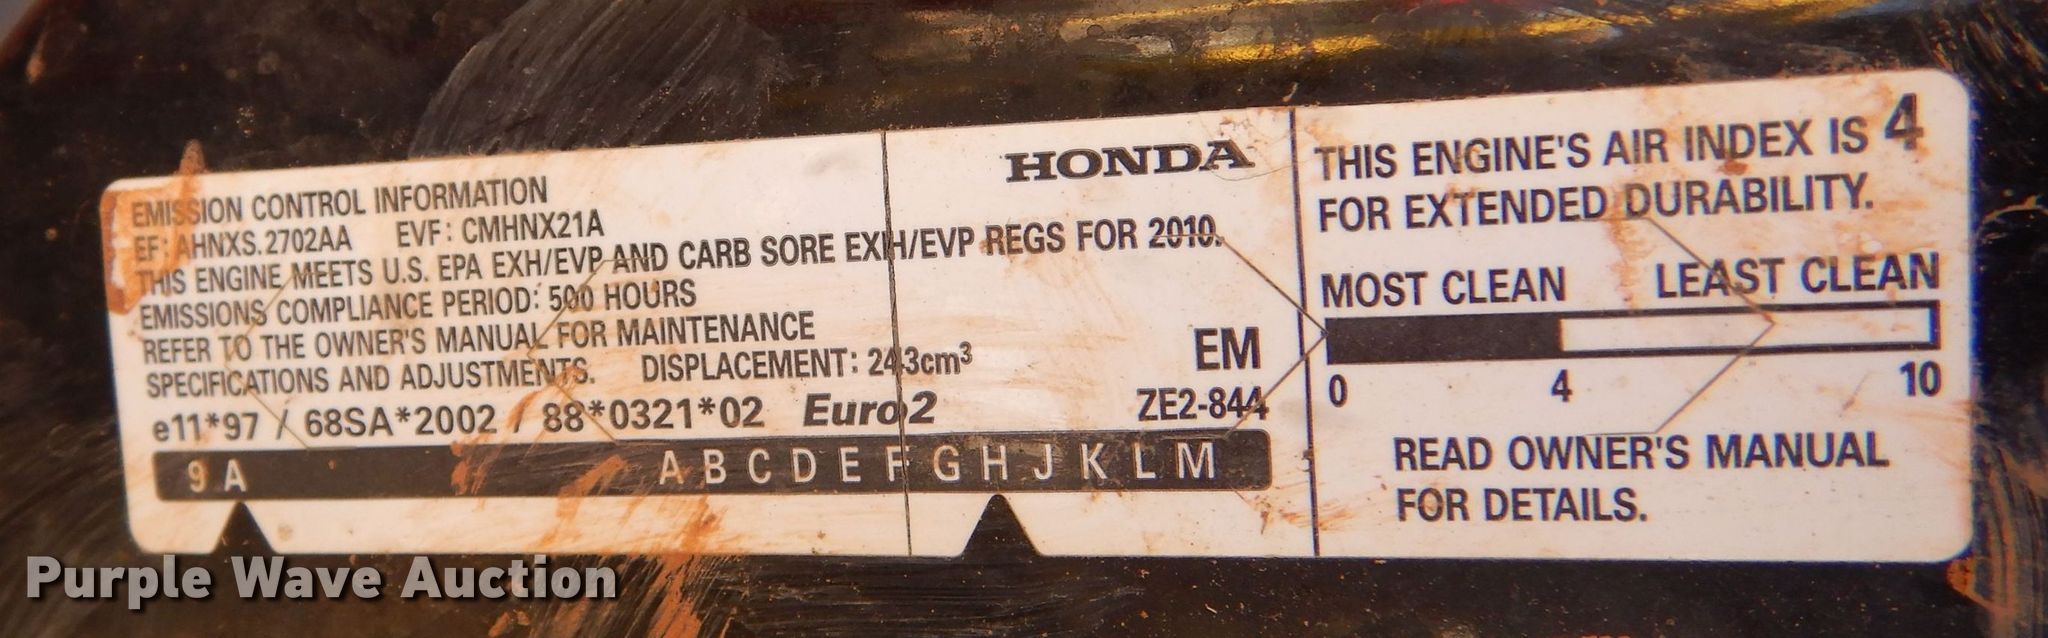 EMISSION CONTROL INFORMATION
EF: AHNXS.2702AA EVF: CMHNX21A
THIS ENGINE MEETS U.S. EPA EXH/EVP AND CARB SORE EXH/EVP REGS FOR 2010.
EMISSIONS COMPLIANCE PERIOD: 500 HOURS
REFER TO THE OWNER'S MANUAL FOR MAINTENANCE
SPECIFICATIONS AND ADJUSTMENTS. DISPLACEMENT: 243cm³
e11*97 / 68SA*2002 / 88*0321*02 Euro2
9 A A B C D E F G H J K L M
HONDA
EM
ZE2-844
THIS ENGINE'S AIR INDEX IS 4
FOR EXTENDED DURABILITY.
MOST CLEAN LEAST CLEAN
0 4 10
READ OWNER'S MANUAL
FOR DETAILS.
Purple Wave Auction